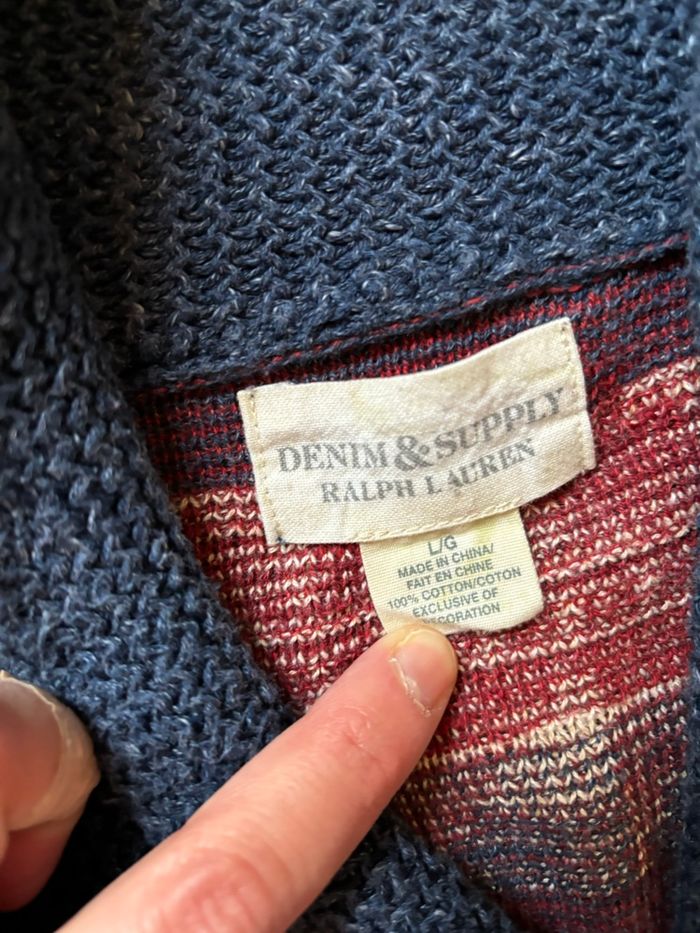 DENIM & SUPPLY
RALPH LAUREN
L/G
MADE IN CHINA/
FAIT EN CHINE
100% COTTON/COTON
EXCLUSIVE OF